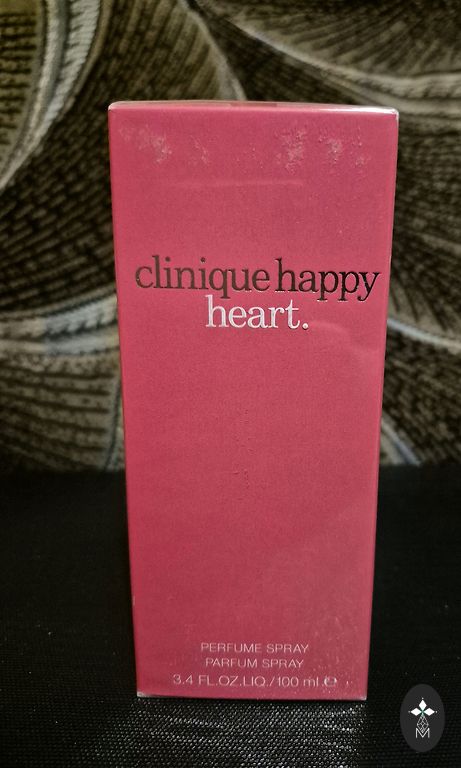 clinique happy
heart.
PERFUME SPRAY
PARFUM SPRAY
3.4 FL.OZ.LIQ./100 ml ℮